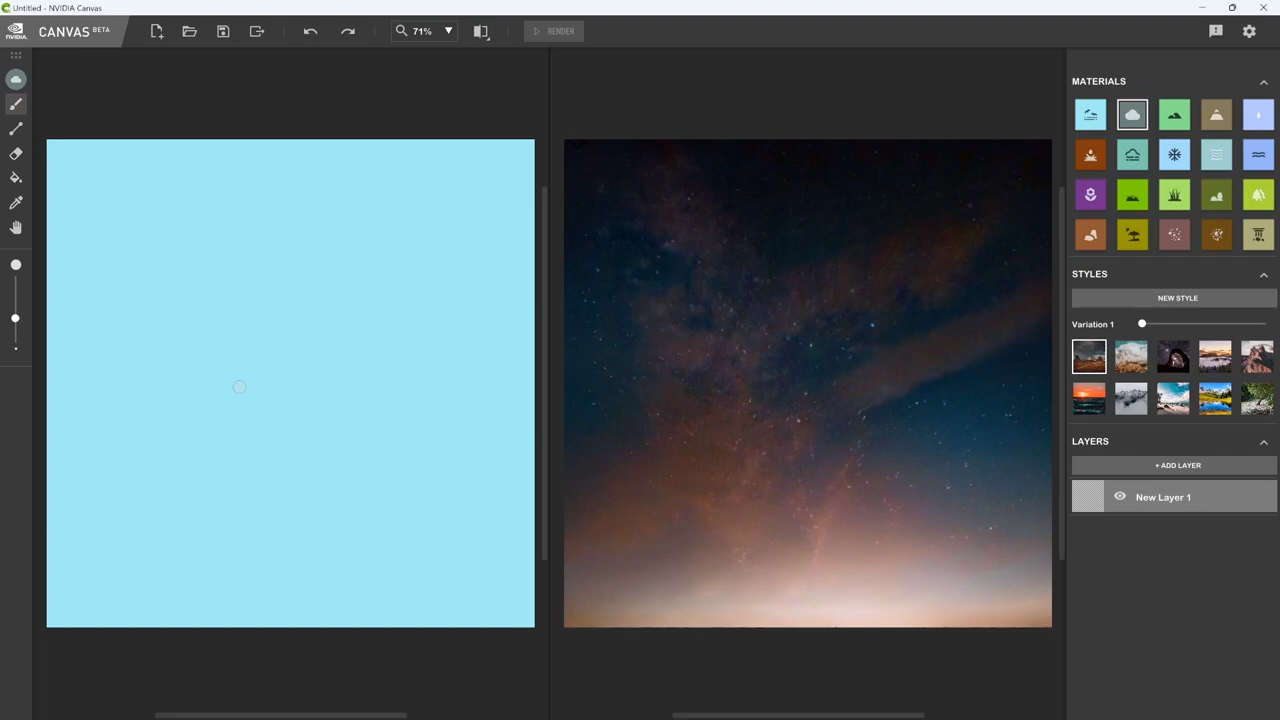 Untitled - NVIDIA Canvas
NVIDIA.
CANVAS BETA
71%
RENDER
MATERIALS
STYLES
NEW STYLE
Variation 1
LAYERS
+ ADD LAYER
New Layer 1